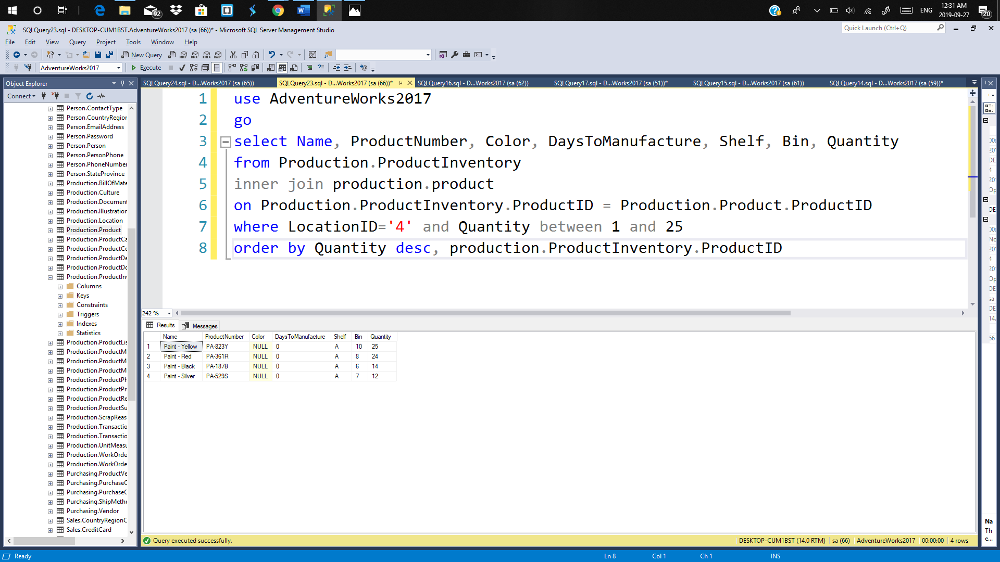 92
ENG
12:31 AM
2019-09-27
20
SQLQuery23.sql - DESKTOP-CUM1BST.AdventureWorks2017 (sa (66))* - Microsoft SQL Server Management Studio
Quick Launch (Ctrl+Q)
File Edit View Query Project Tools Window Help
New Query
AdventureWorks2017
Execute
Object Explorer
SQLQuery24.sql - D...Works2017 (sa (65))
SQLQuery23.sql - D...Works2017 (sa (66))*
SQLQuery16.sql - D...Works2017 (sa (62))
SQLQuery17.sql - D...Works2017 (sa (51))*
SQLQuery15.sql - D...Works2017 (sa (61))
SQLQuery14.sql - D...Works2017 (sa (59))*
Connect
Person.ContactType
Person.CountryRegion
Person.EmailAddress
Person.Password
Person.Person
Person.PersonPhone
Person.PhoneNumber
Person.StateProvince
Production.BillOfMate
Production.Culture
Production.Document
Production.Illustration
Production.Location
Production.Product
Production.ProductCa
Production.ProductCo
Production.ProductDe
Production.ProductDo
Production.ProductInv
Columns
Keys
Constraints
Triggers
Indexes
Statistics
Production.ProductLis
Production.ProductM
Production.ProductM
Production.ProductM
Production.ProductPh
Production.ProductPr
Production.ProductRe
Production.ProductSu
Production.ScrapReas
Production.Transactio
Production.Transactio
Production.UnitMeasu
Production.WorkOrde
Production.WorkOrde
Purchasing.ProductVe
Purchasing.PurchaseC
Purchasing.PurchaseC
Purchasing.ShipMetho
Purchasing.Vendor
Sales.CountryRegionC
Sales.CreditCard
1 use AdventureWorks2017
2 go
3 select Name, ProductNumber, Color, DaysToManufacture, Shelf, Bin, Quantity
4 from Production.ProductInventory
5 inner join production.product
6 on Production.ProductInventory.ProductID = Production.Product.ProductID
7 where LocationID='4' and Quantity between 1 and 25
8 order by Quantity desc, production.ProductInventory.ProductID
242 %
Results Messages
Name ProductNumber Color DaysToManufacture Shelf Bin Quantity
1 Paint - Yellow PA-823Y NULL 0 A 10 25
2 Paint - Red PA-361R NULL 0 A 8 24
3 Paint - Black PA-187B NULL 0 A 6 14
4 Paint - Silver PA-529S NULL 0 A 7 12
Na
Th
e...
Query executed successfully.
DESKTOP-CUM1BST (14.0 RTM) sa (66) AdventureWorks2017 00:00:00 4 rows
Ready
Ln 8 Col 1 Ch 1 INS